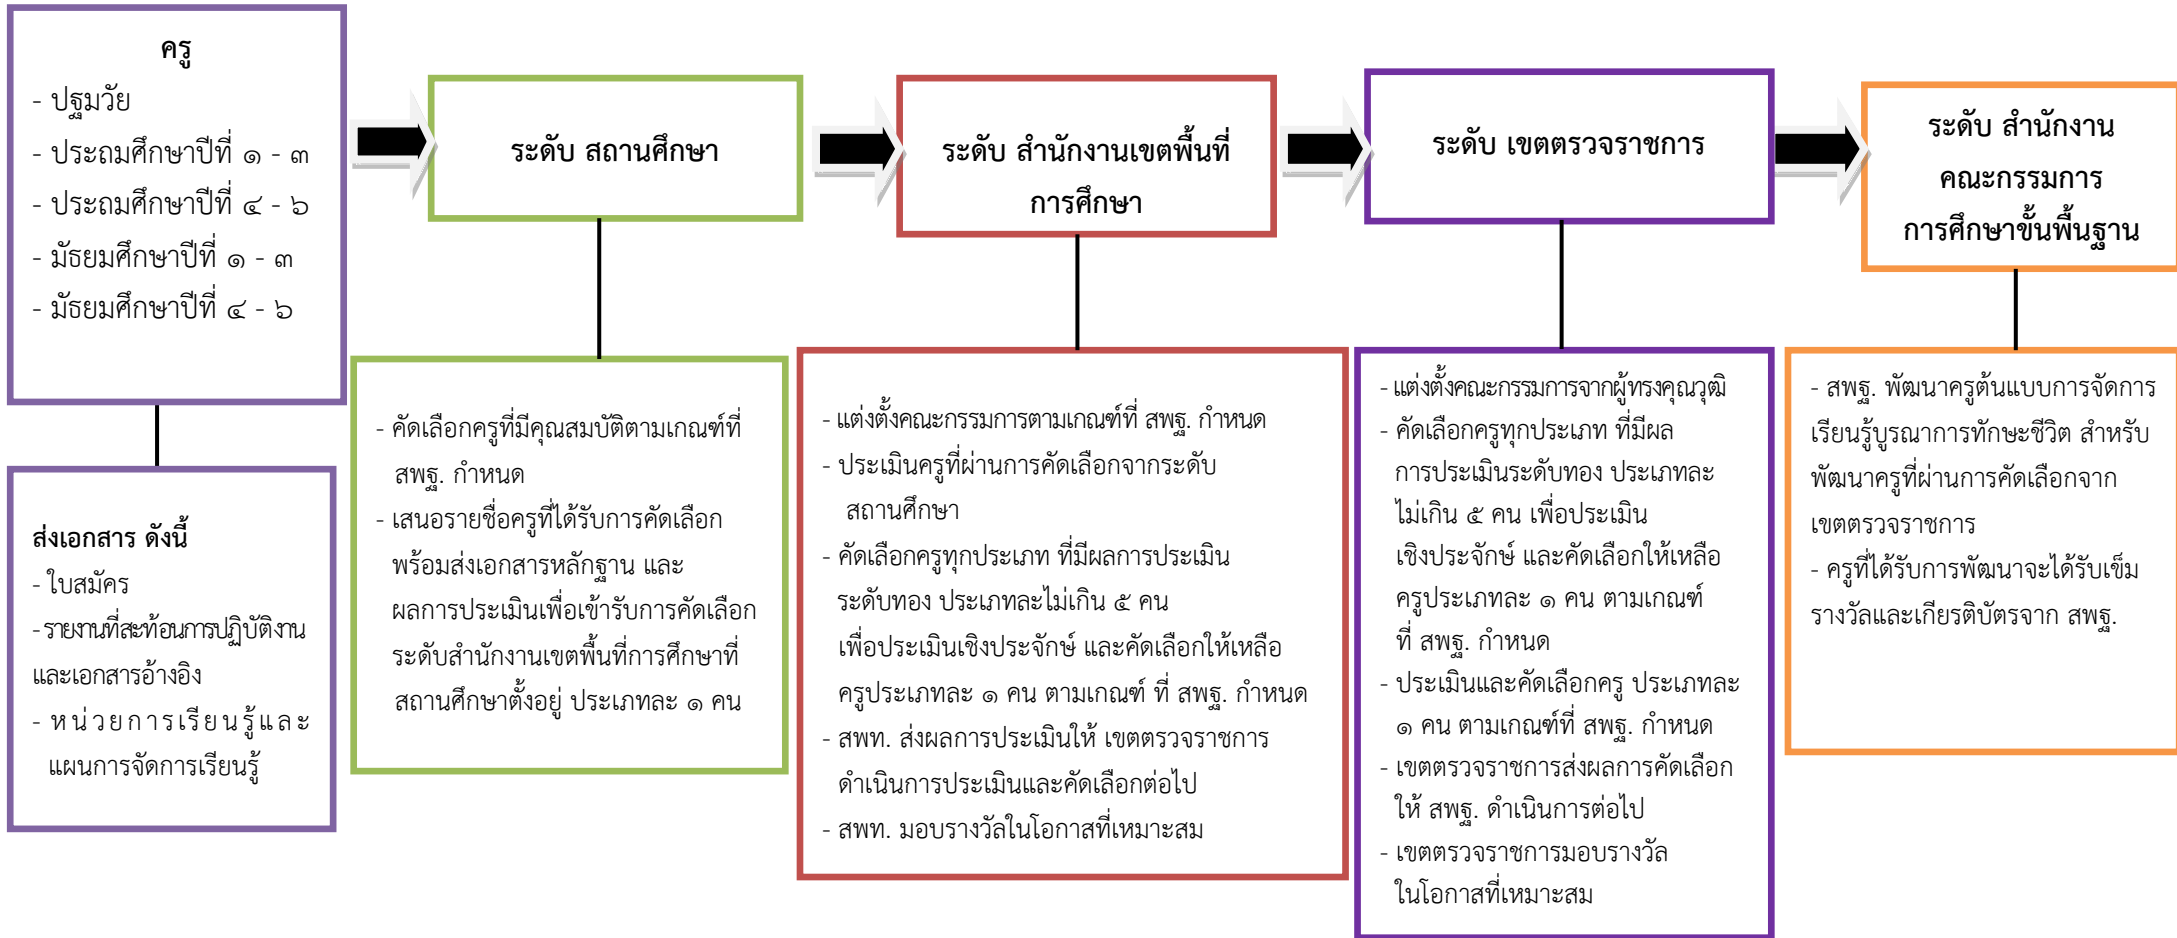 ครู
- ปฐมวัย
- ประถมศึกษาปีที่ ๑ - ๓
- ประถมศึกษาปีที่ ๔ - ๖
- มัธยมศึกษาปีที่ ๑ - ๓
- มัธยมศึกษาปีที่ ๔ - ๖
ส่งเอกสาร ดังนี้
- ใบสมัคร
- รายงานที่สะท้อนการปฏิบัติงาน
และเอกสารอ้างอิง
- หน่วยการเรียนรู้และ
แผนการจัดการเรียนรู้
ระดับ สถานศึกษา
- คัดเลือกครูที่มีคุณสมบัติตามเกณฑ์ที่
สพฐ. กำหนด
- เสนอรายชื่อครูที่ได้รับการคัดเลือก
พร้อมส่งเอกสารหลักฐาน และ
ผลการประเมินเพื่อเข้ารับการคัดเลือก
ระดับสำนักงานเขตพื้นที่การศึกษาที่
สถานศึกษาตั้งอยู่ ประเภทละ ๑ คน
ระดับ สำนักงานเขตพื้นที่
การศึกษา
- แต่งตั้งคณะกรรมการตามเกณฑ์ที่ สพฐ. กำหนด
- ประเมินครูที่ผ่านการคัดเลือกจากระดับ
สถานศึกษา
- คัดเลือกครูทุกประเภท ที่มีผลการประเมิน
ระดับทอง ประเภทละไม่เกิน ๕ คน
เพื่อประเมินเชิงประจักษ์ และคัดเลือกให้เหลือ
ครูประเภทละ ๑ คน ตามเกณฑ์ ที่ สพฐ. กำหนด
- สพท. ส่งผลการประเมินให้ เขตตรวจราชการ
ดำเนินการประเมินและคัดเลือกต่อไป
- สพท. มอบรางวัลในโอกาสที่เหมาะสม
ระดับ เขตตรวจราชการ
- แต่งตั้งคณะกรรมการจากผู้ทรงคุณวุฒิ
- คัดเลือกครูทุกประเภท ที่มีผล
การประเมินระดับทอง ประเภทละ
ไม่เกิน ๕ คน เพื่อประเมิน
เชิงประจักษ์ และคัดเลือกให้เหลือ
ครูประเภทละ ๑ คน ตามเกณฑ์
ที่ สพฐ. กำหนด
- ประเมินและคัดเลือกครู ประเภทละ
๑ คน ตามเกณฑ์ที่ สพฐ. กำหนด
- เขตตรวจราชการส่งผลการคัดเลือก
ให้ สพฐ. ดำเนินการต่อไป
- เขตตรวจราชการมอบรางวัล
ในโอกาสที่เหมาะสม
ระดับ สำนักงาน
คณะกรรมการ
การศึกษาขั้นพื้นฐาน
- สพฐ. พัฒนาครูต้นแบบการจัดการ
เรียนรู้บูรณาการทักษะชีวิต สำหรับ
พัฒนาครูที่ผ่านการคัดเลือกจาก
เขตตรวจราชการ
- ครูที่ได้รับการพัฒนาจะได้รับเข็ม
รางวัลและเกียรติบัตรจาก สพฐ.